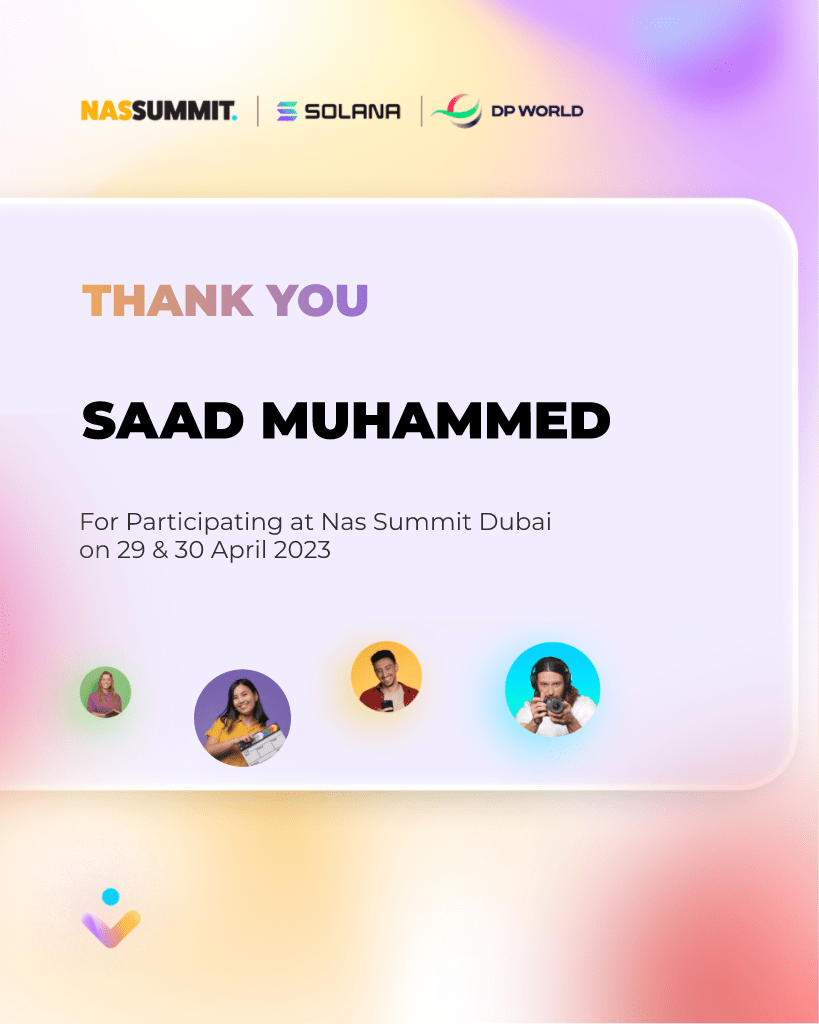 NASSUMMIT. | SOLANA | DP WORLD
THANK YOU
SAAD MUHAMMED
For Participating at Nas Summit Dubai
on 29 & 30 April 2023